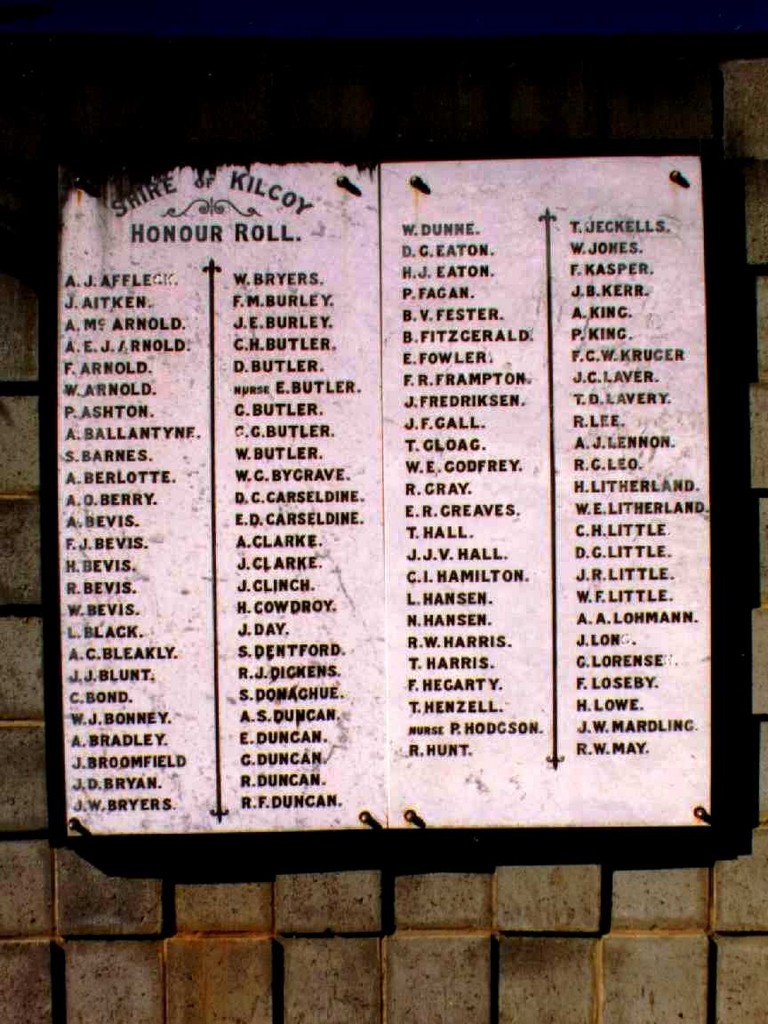 SHIRE OF KILCOY
HONOUR ROLL.
A.J. AFFLECK.
J. AITKEN.
A. Mc ARNOLD.
A.E.J. ARNOLD.
F. ARNOLD.
W. ARNOLD.
P. ASHTON.
A. BALLANTYNE.
S. BARNES.
A. BERLOTTE.
A.O. BERRY.
A. BEVIS.
F.J. BEVIS.
H. BEVIS.
R. BEVIS.
W. BEVIS.
L. BLACK.
A.G. BLEAKLY.
J.J. BLUNT.
C. BOND.
W.J. BONNEY.
A. BRADLEY.
J. BROOMFIELD
J.D. BRYAN.
J.W. BRYERS.
W. BRYERS.
F.M. BURLEY.
J.E. BURLEY.
C.H. BUTLER.
D. BUTLER.
NURSE E. BUTLER.
G. BUTLER.
G.G. BUTLER.
W. BUTLER.
W.G. BYGRAVE.
D.C. CARSELDINE.
E.D. CARSELDINE.
A. CLARKE.
J. CLARKE.
J. CLINCH.
H. COWDROY.
J. DAY.
S. DENTFORD.
R.J. DICKENS.
S. DONAGHUE.
A.S. DUNCAN.
E. DUNCAN.
G. DUNCAN.
R. DUNCAN.
R.F. DUNCAN.
W. DUNNE.
D.G. EATON.
H.J. EATON.
P. FAGAN.
B.V. FESTER.
B. FITZGERALD.
E. FOWLER.
F.R. FRAMPTON.
J. FREDRIKSEN.
J.F. GALL.
T. GLOAG.
W.E. GODFREY.
R. GRAY.
E.R. GREAVES.
T. HALL.
J.J.V. HALL.
C.I. HAMILTON.
L. HANSEN.
N. HANSEN.
R.W. HARRIS.
T. HARRIS.
F. HEGARTY.
T. HENZELL.
NURSE P. HODGSON.
R. HUNT.
T. JECKELLS.
W. JONES.
F. KASPER.
J.B. KERR.
A. KING.
P. KING.
F.C.W. KRUGER
J.C. LAVER.
T.D. LAVERY.
R. LEE.
A.J. LENNON.
R.G. LEO.
H. LITHERLAND.
W.E. LITHERLAND.
C.H. LITTLE.
D.G. LITTLE.
J.R. LITTLE.
W.F. LITTLE.
A.A. LOHMANN.
J. LONG.
G. LORENSEN.
F. LOSEBY.
H. LOWE.
J.W. MARDLING.
R.W. MAY.